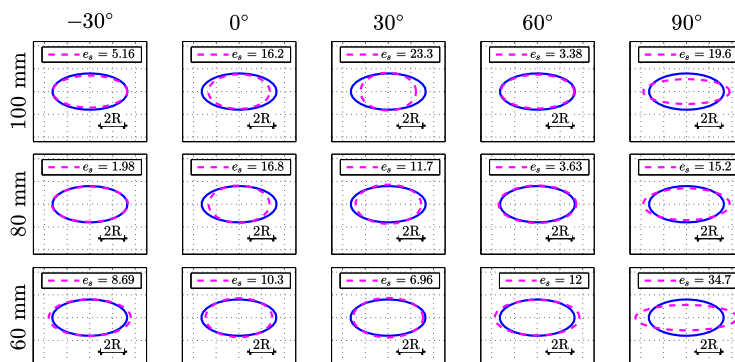 −30° 0° 30° 60° 90°
100 mm
e_s = 5.16 e_s = 16.2 e_s = 23.3 e_s = 3.38 e_s = 19.6
2R 2R 2R 2R 2R
80 mm
e_s = 1.98 e_s = 16.8 e_s = 11.7 e_s = 3.63 e_s = 15.2
2R 2R 2R 2R 2R
60 mm
e_s = 8.69 e_s = 10.3 e_s = 6.96 e_s = 12 e_s = 34.7
2R 2R 2R 2R 2R